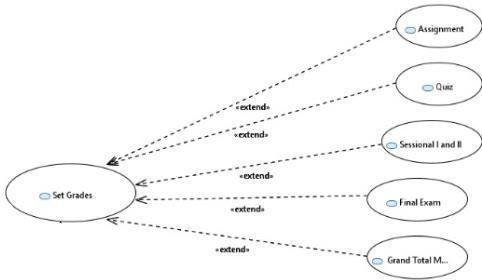 Assignment
Quiz
«extend»
«extend»
Sessional I and II
«extend»
Set Grades
Final Exam
«extend»
«extend»
Grand Total M...